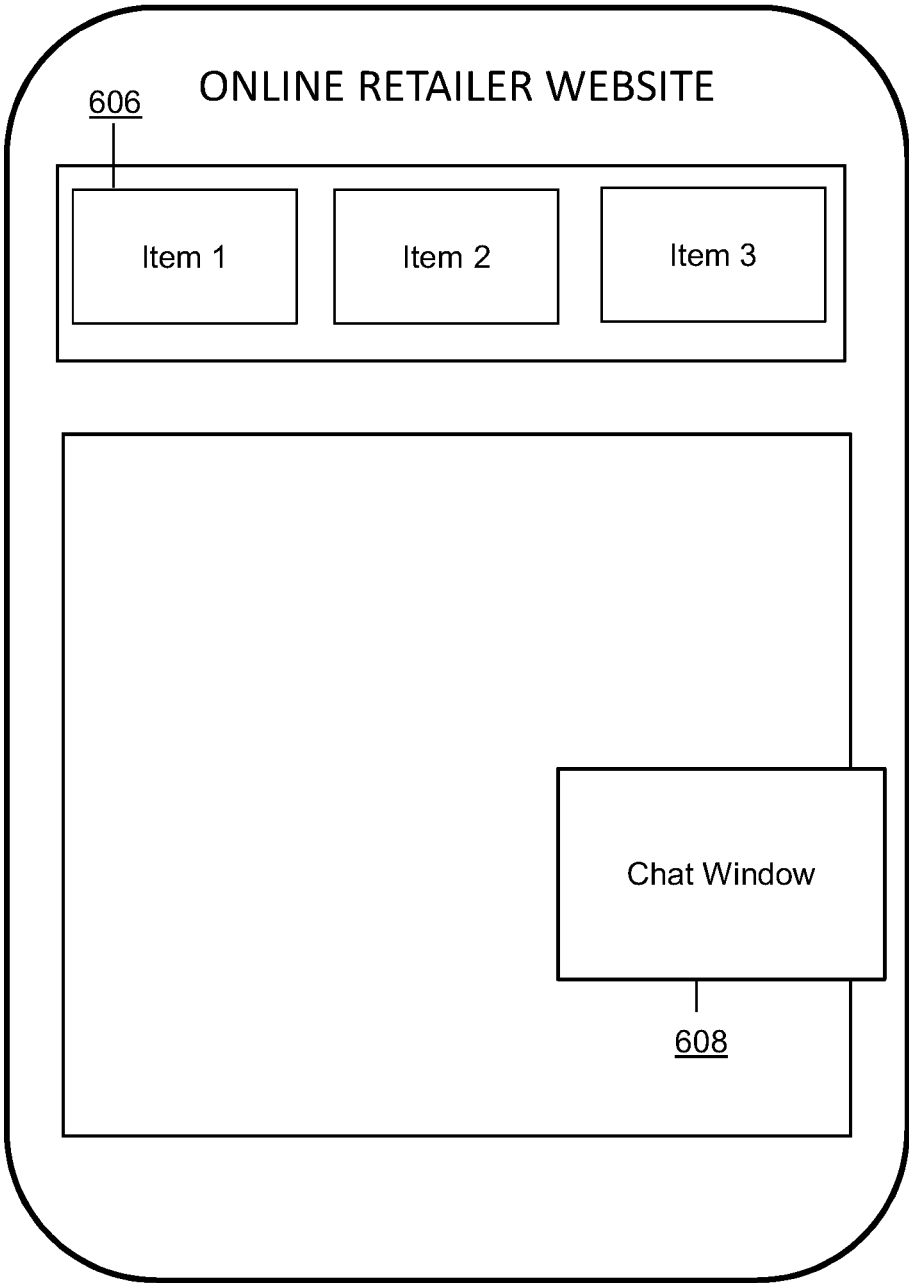 ONLINE RETAILER WEBSITE
606
Item 1
Item 2
Item 3
Chat Window
608